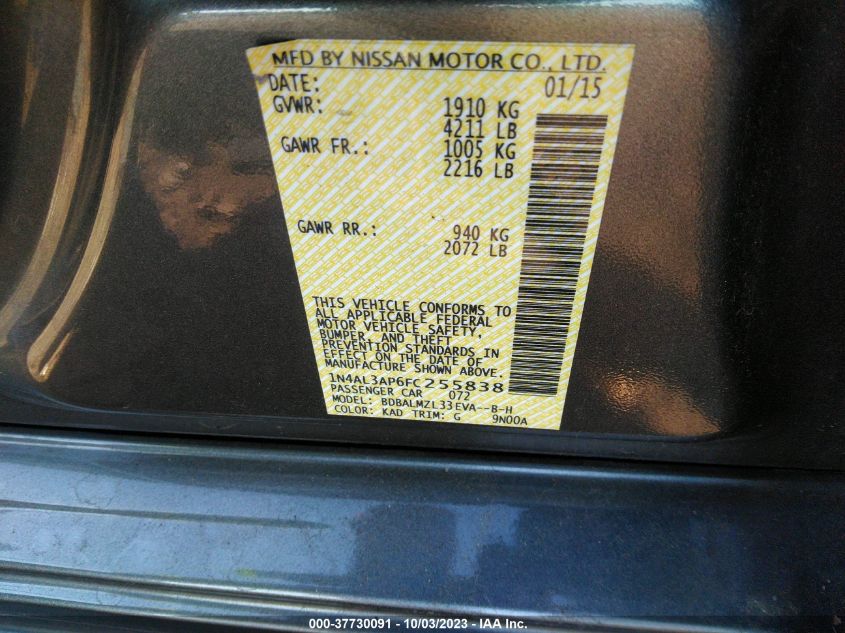 MFD BY NISSAN MOTOR CO., LTD.
DATE: 01/15
GVWR: 1910 KG
4211 LB
GAWR FR.: 1005 KG
2216 LB
GAWR RR.: 940 KG
2072 LB
THIS VEHICLE CONFORMS TO
ALL APPLICABLE FEDERAL
MOTOR VEHICLE SAFETY,
BUMPER, AND THEFT
PREVENTION STANDARDS IN
EFFECT ON THE DATE OF
MANUFACTURE SHOWN ABOVE.
1N4AL3AP6FC255838
PASSENGER CAR 072
MODEL: BDBALMZL33EVA--B-H
COLOR: KAD TRIM: G 9N00A
000-37730091 - 10/03/2023 - IAA Inc.